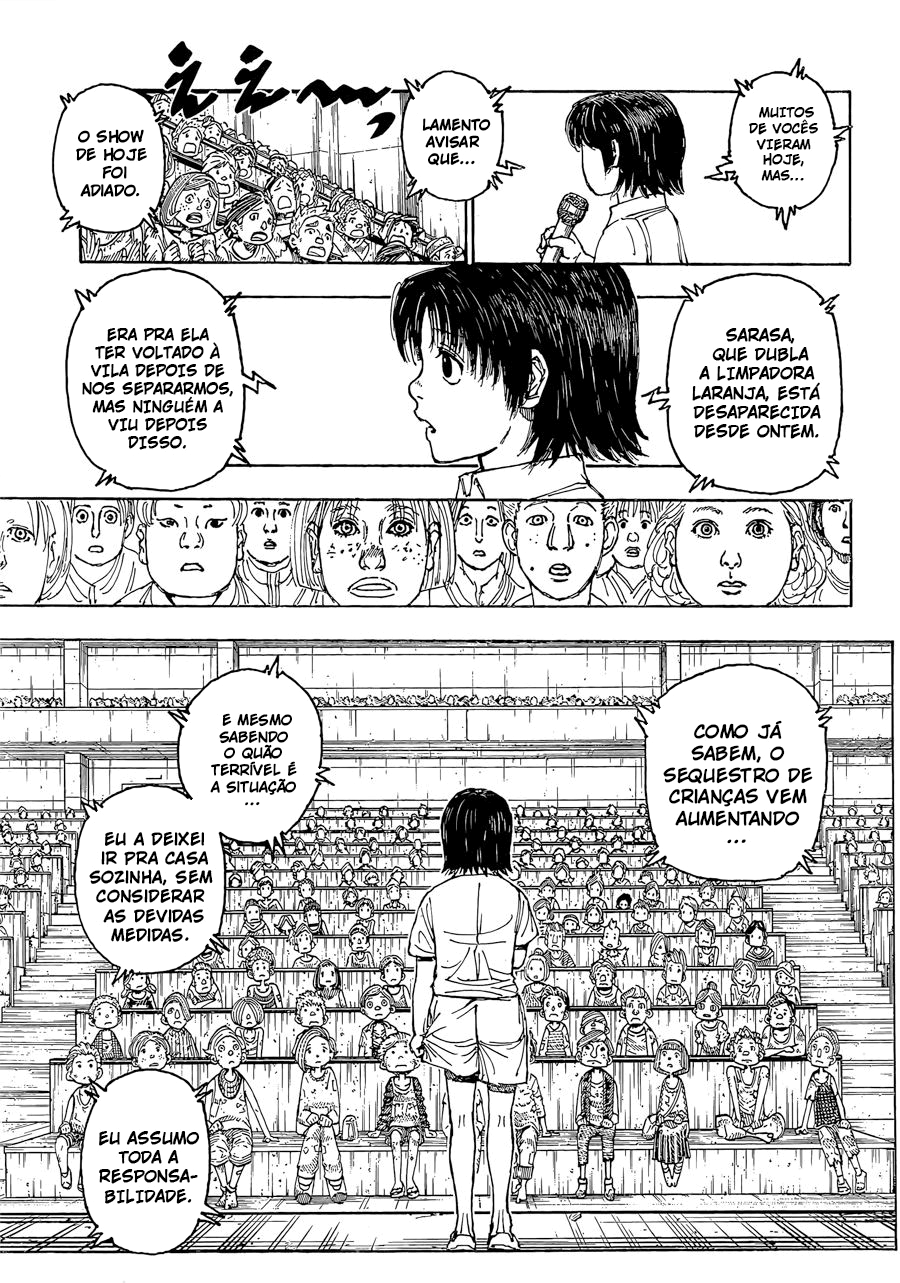 MUITOS
DE VOCÊS
VIERAM
HOJE,
MAS...
LAMENTO
AVISAR
QUE...
ええ~っ
O SHOW
DE HOJE
FOI
ADIADO.
SARASA,
QUE DUBLA
A LIMPADORA
LARANJA, ESTÁ
DESAPARECIDA
DESDE ONTEM.
ERA PRA ELA
TER VOLTADO À
VILA DEPOIS DE
NOS SEPARARMOS,
MAS NINGUÉM A
VIU DEPOIS
DISSO.
COMO JÁ
SABEM, O
SEQUESTRO DE
CRIANÇAS VEM
AUMENTANDO
...
E MESMO
SABENDO
O QUÃO
TERRÍVEL É
A SITUAÇÃO
...
EU A DEIXEI
IR PRA CASA
SOZINHA, SEM
CONSIDERAR
AS DEVIDAS
MEDIDAS.
EU ASSUMO
TODA A
RESPONSA-
BILIDADE.